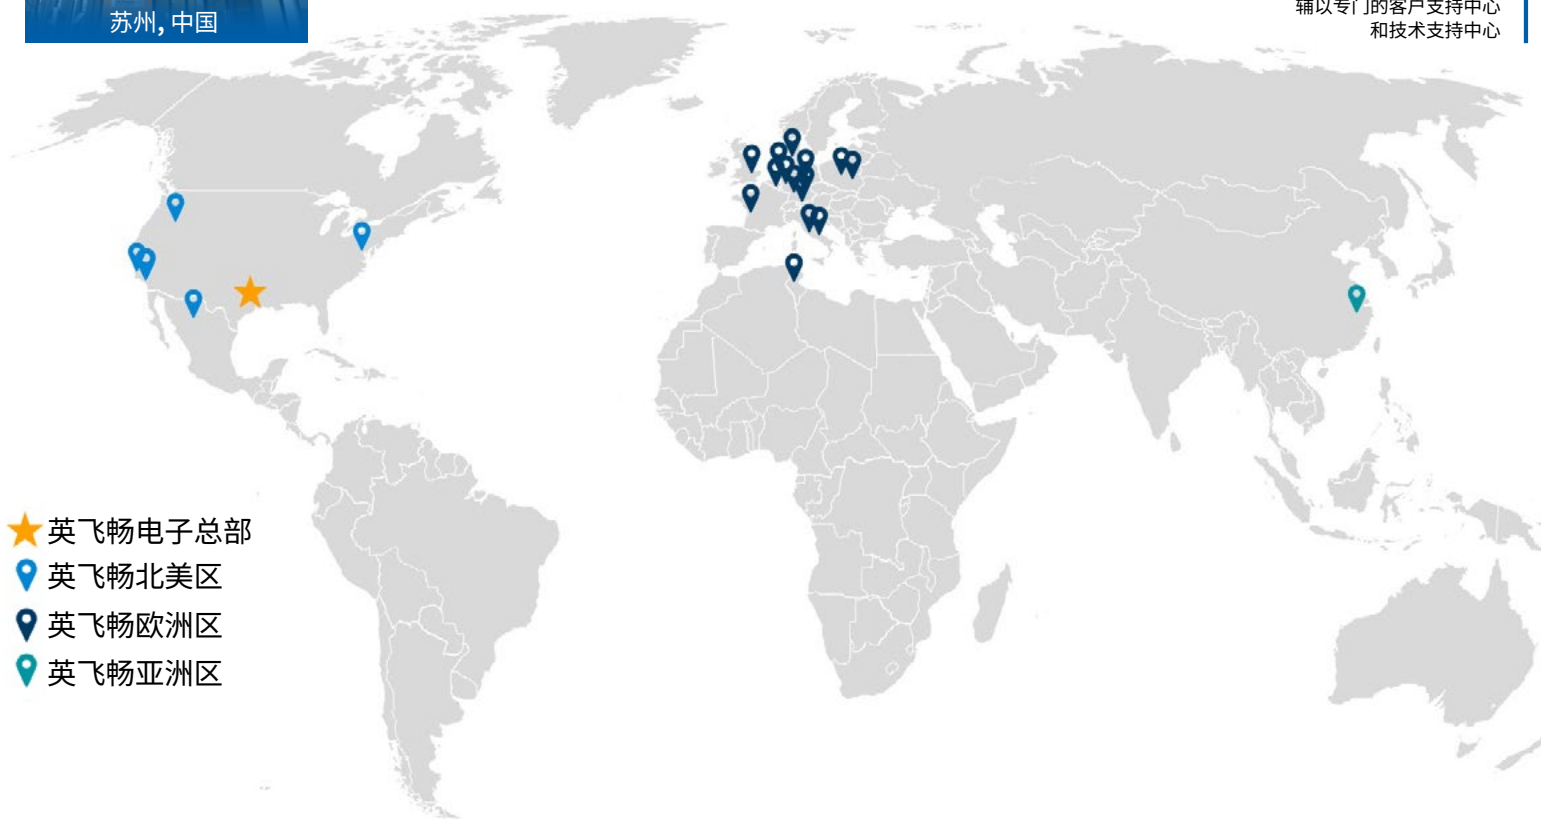 苏州, 中国
辅以专门的客户支持中心
和技术支持中心
英飞畅电子总部
英飞畅北美区
英飞畅欧洲区
英飞畅亚洲区